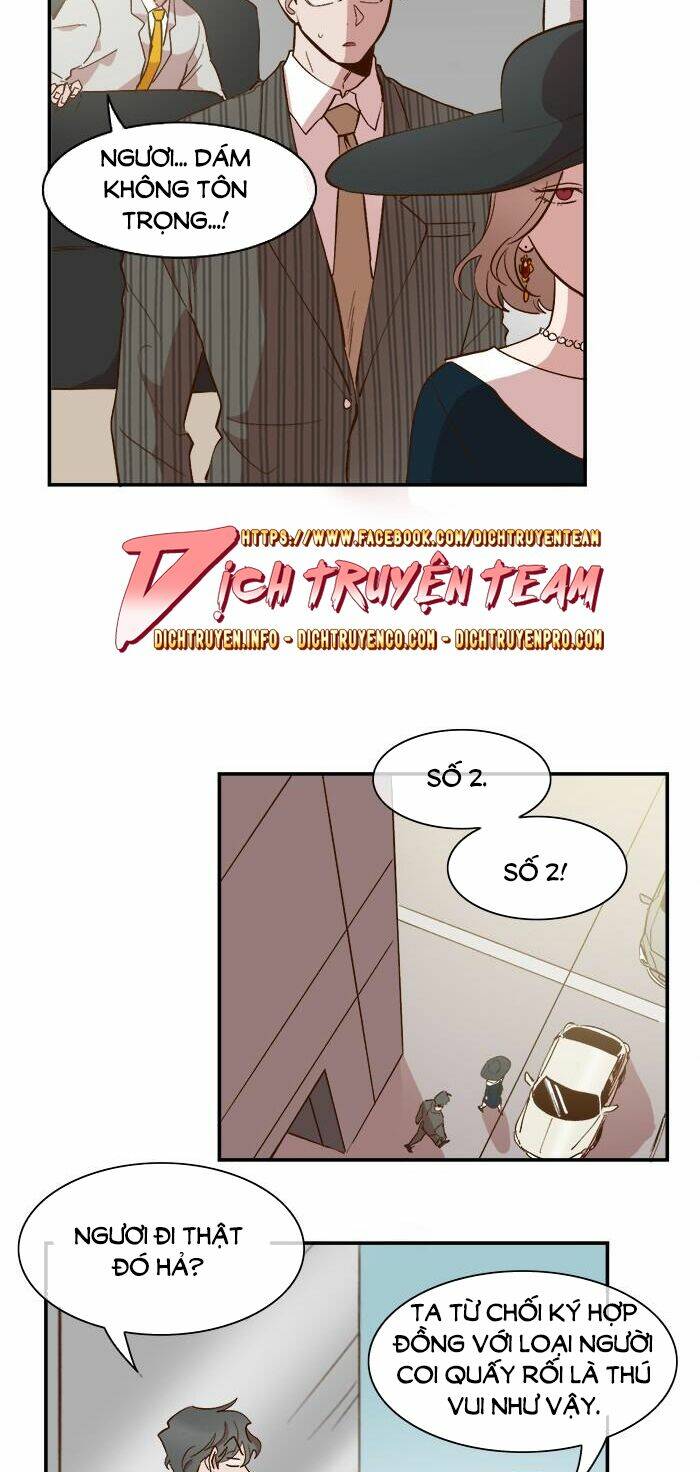 NGƯƠI... DÁM
KHÔNG TÔN
TRỌNG...!
HTTPS://WWW.FACEBOOK.COM/DICHTRUYENTEAM
DỊCH TRUYỆN TEAM
DICHTRUYEN.INFO - DICHTRUYENCO.COM - DICHTRUYENPRO.COM
SỐ 2.
SỐ 2!
NGƯƠI ĐI THẬT
ĐÓ HẢ?
TA TỪ CHỐI KÝ HỢP
ĐỒNG VỚI LOẠI NGƯỜI
COI QUẤY RỐI LÀ THÚ
VUI NHƯ VẬY.